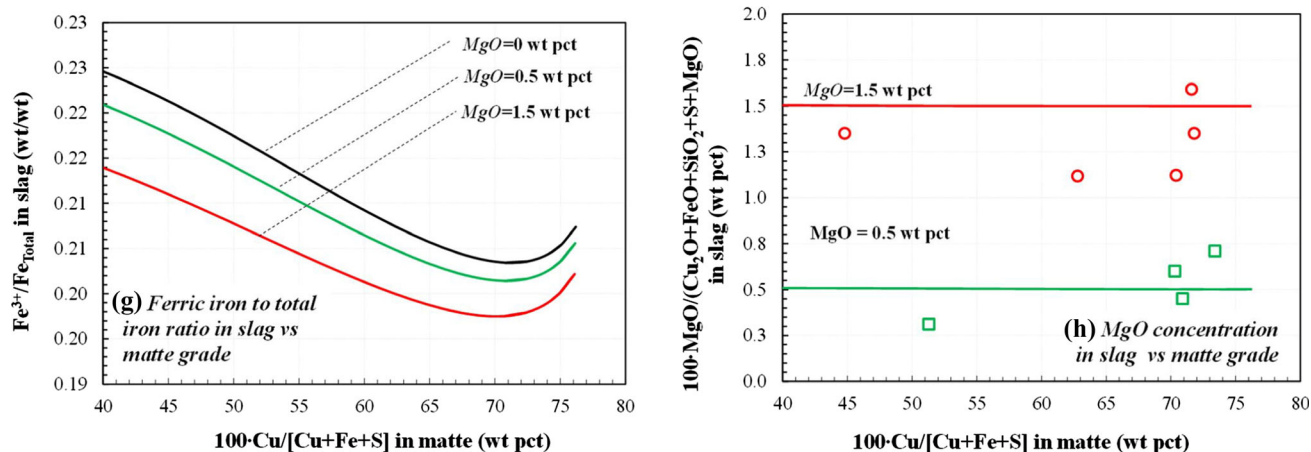 0.23
0.23
0.22
0.22
0.21
0.21
0.20
0.20
0.19
Fe³⁺/Fe_Total in slag (wt/wt)
MgO=0 wt pct
MgO=0.5 wt pct
MgO=1.5 wt pct
(g) Ferric iron to total
iron ratio in slag vs
matte grade
40 45 50 55 60 65 70 75 80
100·Cu/[Cu+Fe+S] in matte (wt pct)
2.0
1.8
1.5
1.3
1.0
0.8
0.5
0.3
0.0
100·MgO/(Cu₂O+FeO+SiO₂+S+MgO)
in slag (wt pct)
MgO=1.5 wt pct
MgO = 0.5 wt pct
(h) MgO concentration
in slag vs matte grade
40 45 50 55 60 65 70 75 80
100·Cu/[Cu+Fe+S] in matte (wt pct)